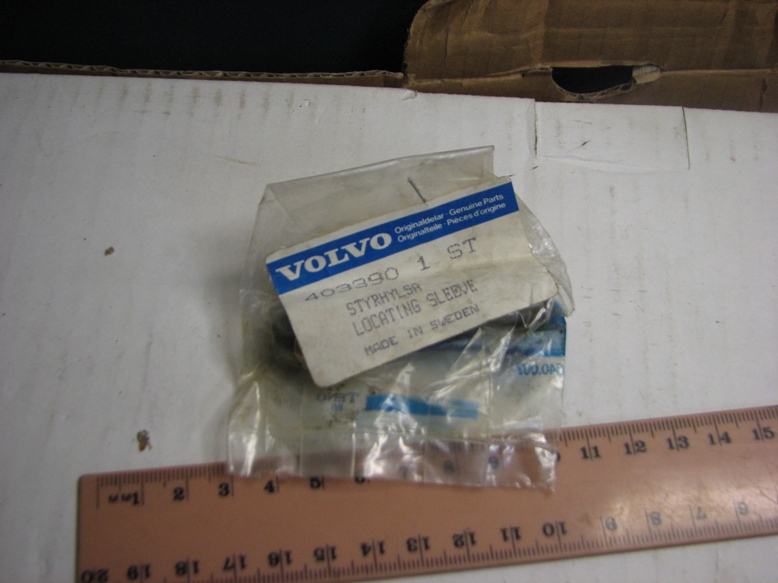 VOLVO
Originaldelar · Genuine Parts
Originalteile · Pièces d'origine
403390 1 ST
STYRHYLSA
LOCATING SLEEVE
MADE IN SWEDEN
mm 1 2 3 4 5 6 8 9 11 12 13 14 15
20 19 18 17 16 15 14 13 12 11 10 9 8 7 6